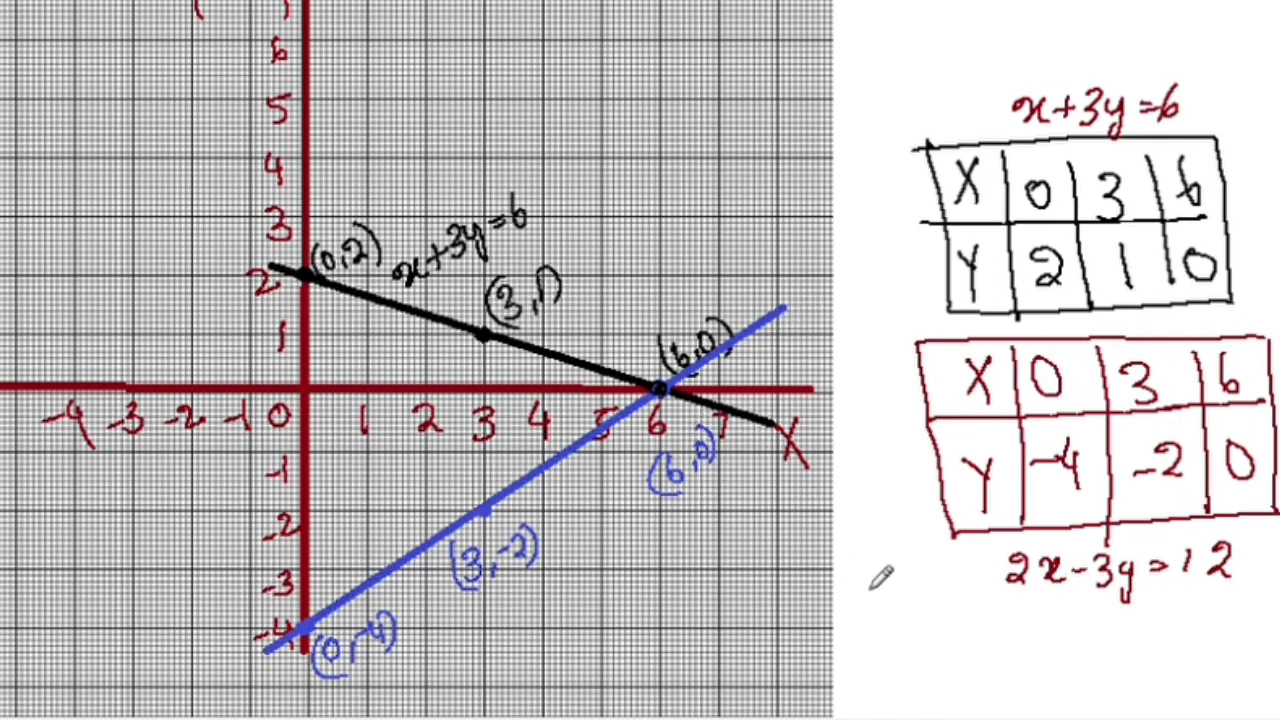 6
5
4
3
2
1
-4 -3 -2 -1 0 1 2 3 4 5 6 7 X
-1
-2
-3
-4
(0,2)
x+3y=6
(3,1)
(6,0)
(6,0)
(3,-2)
(0,-4)
x+3y=6
X 0 3 6
Y 2 1 0
X 0 3 6
Y -4 -2 0
2x-3y=12